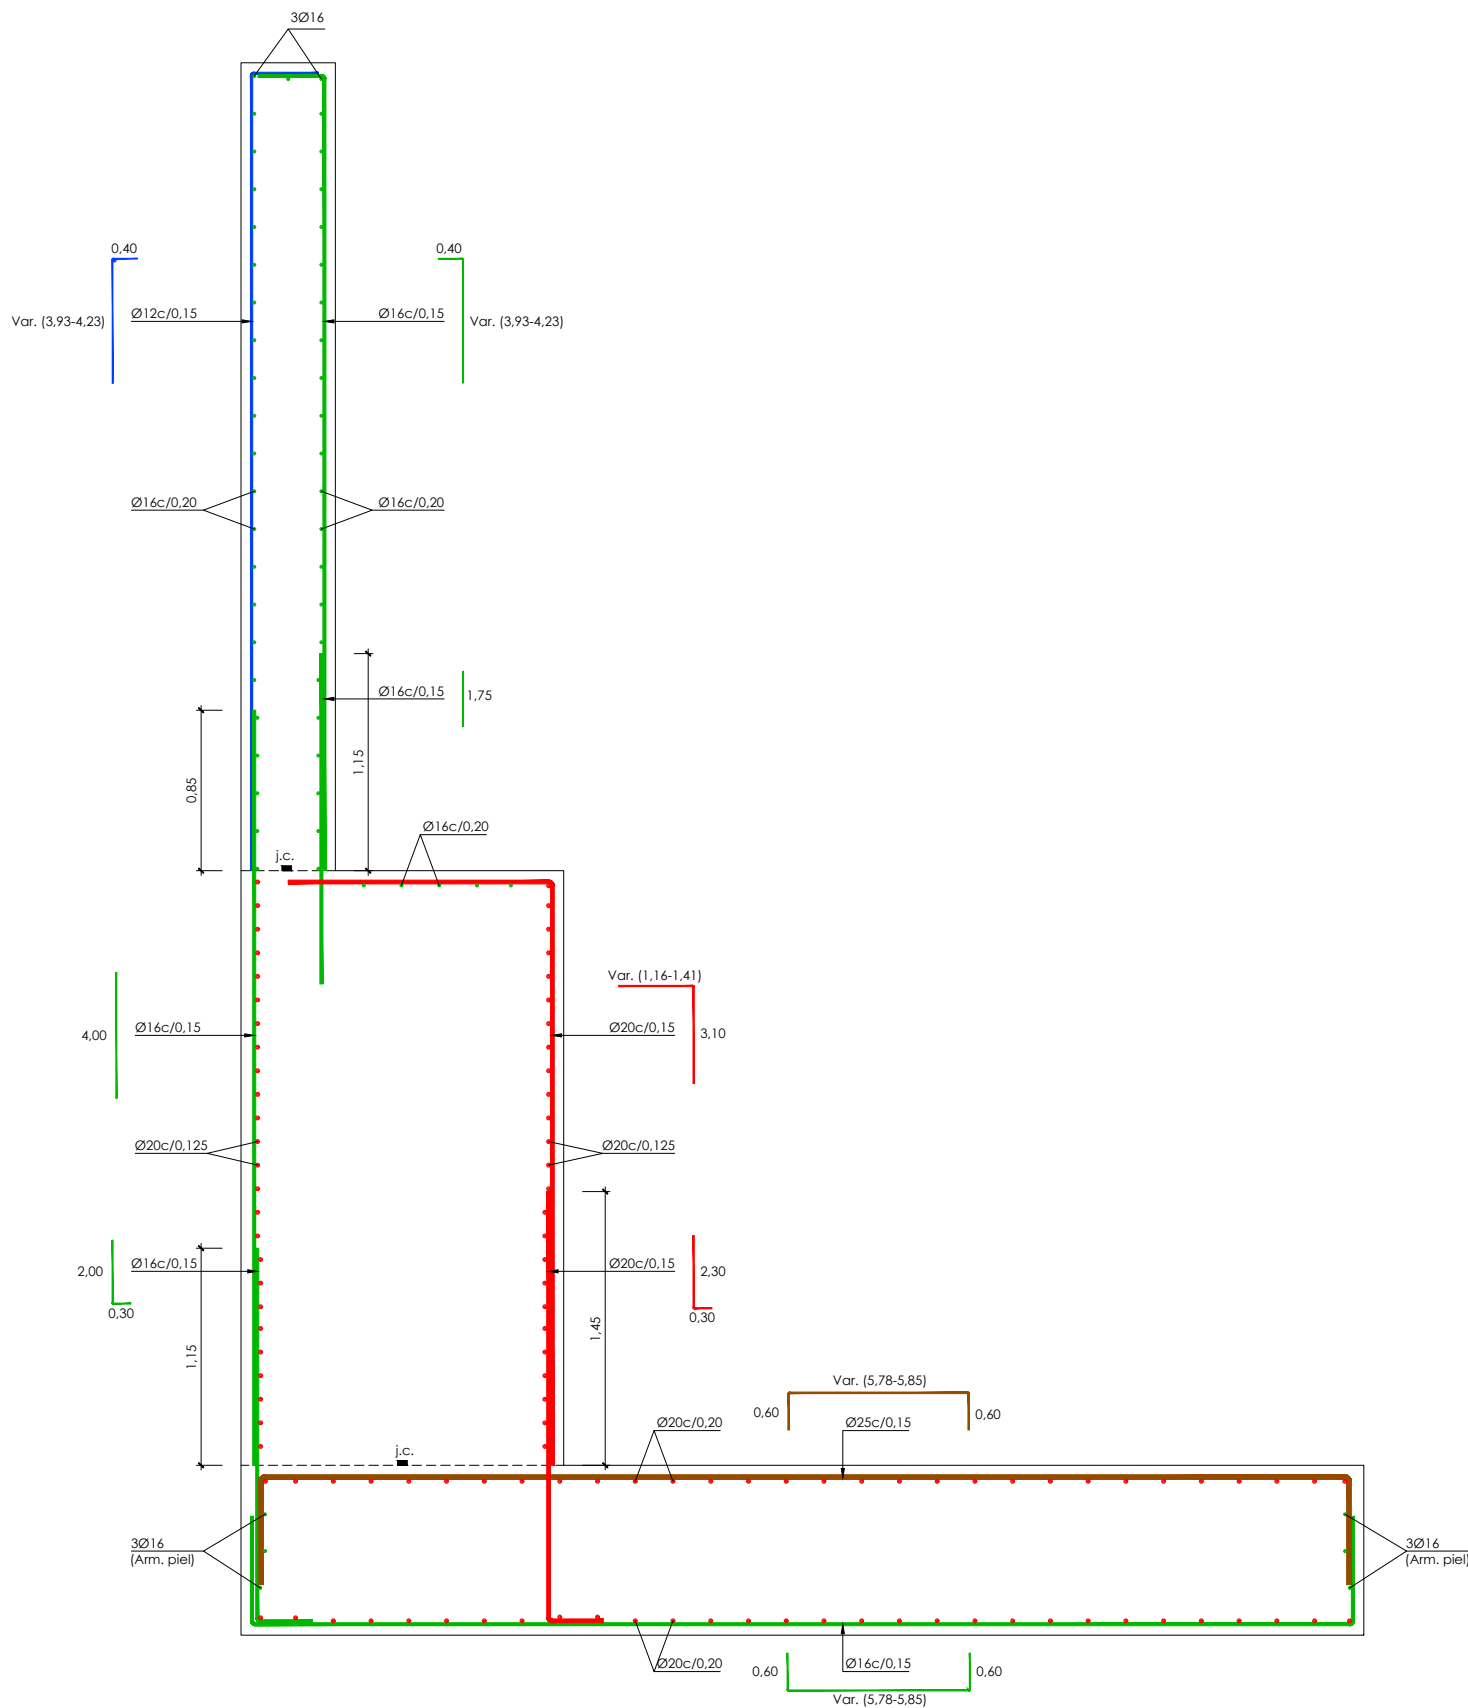 3Ø16
0,40
0,40
Var. (3,93-4,23)
Ø12c/0,15
Ø16c/0,15
Var. (3,93-4,23)
Ø16c/0,20
Ø16c/0,20
Ø16c/0,15
1,75
0,85
1,15
Ø16c/0,20
j.c.
Var. (1,16-1,41)
4,00
Ø16c/0,15
Ø20c/0,15
3,10
Ø20c/0,125
Ø20c/0,125
2,00
Ø16c/0,15
Ø20c/0,15
2,30
0,30
0,30
1,15
1,45
Var. (5,78-5,85)
0,60
0,60
Ø20c/0,20
Ø25c/0,15
j.c.
3Ø16
(Arm. piel)
3Ø16
(Arm. piel)
Ø20c/0,20
0,60
Ø16c/0,15
0,60
Var. (5,78-5,85)